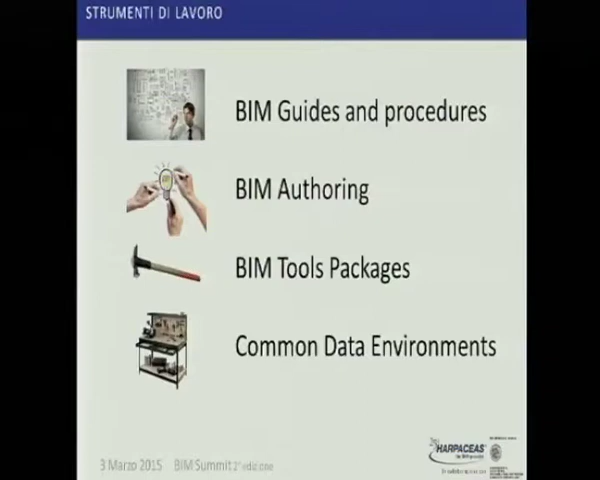 STRUMENTI DI LAVORO
BIM Guides and procedures
BIM Authoring
BIM Tools Packages
Common Data Environments
HARPACEAS
3 Marzo 2015 BIM Summit 2° edizione